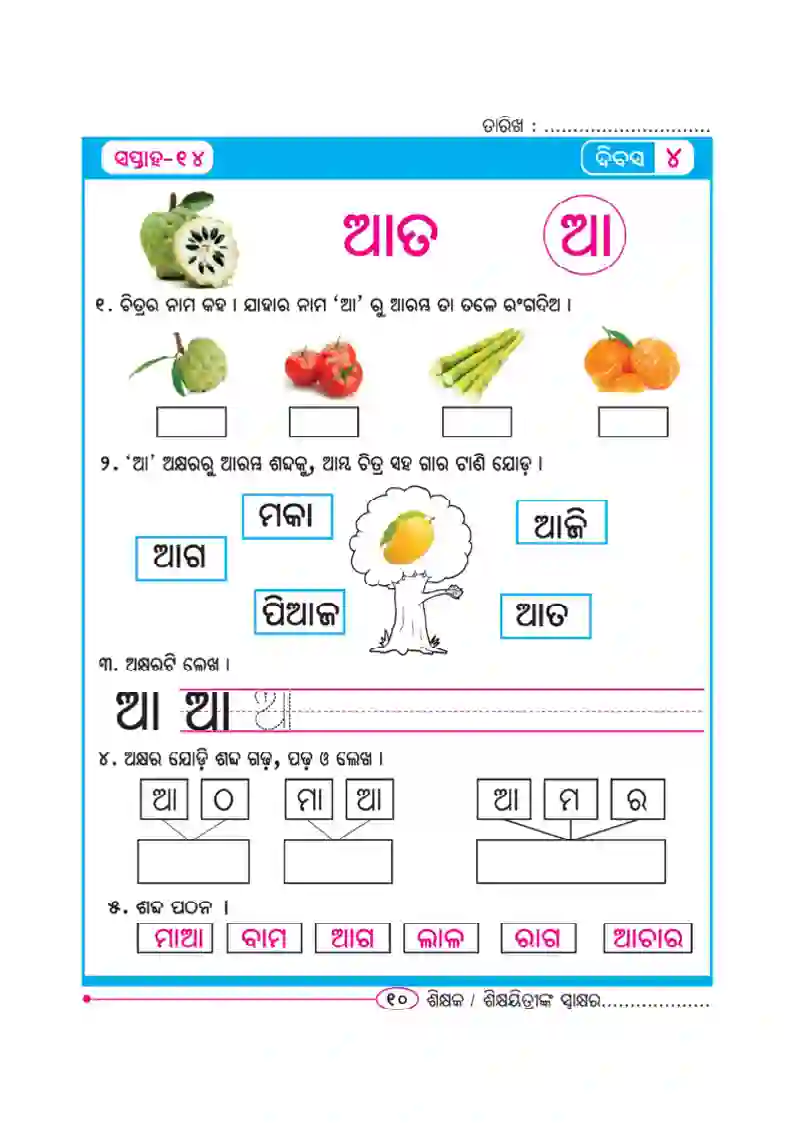 ତାରିଖ : .............................
ସପ୍ତାହ-୧୪ ଦିବସ ୪
ଆତ ଆ
୧. ଚିତ୍ରର ନାମ କହ । ଯାହାର ନାମ ‘ଆ’ ରୁ ଆରମ୍ଭ ତା ତଳେ ରଂଗଦିଅ ।
୨. ‘ଆ’ ଅକ୍ଷରରୁ ଆରମ୍ଭ ଶବ୍ଦକୁ, ଆମ୍ଭ ଚିତ୍ର ସହ ଗାର ଟାଣି ଯୋଡ଼ ।
ମକା
ଆଜି
ଆଗ
ପିଆଜ
ଆତ
୩. ଅକ୍ଷରଟି ଲେଖ ।
ଆ ଆ ଆ
୪. ଅକ୍ଷର ଯୋଡ଼ି ଶବ୍ଦ ଗଢ଼, ପଢ଼ ଓ ଲେଖ ।
ଆ ଠ ମା ଆ ଆ ମ ର
୫. ଶବ୍ଦ ପଠନ ।
ମାଆ ବାମ ଆଗ ଲାଳ ରାଗ ଆଚାର
୧୦ ଶିକ୍ଷକ / ଶିକ୍ଷୟିତ୍ରୀଙ୍କ ସ୍ୱାକ୍ଷର...................